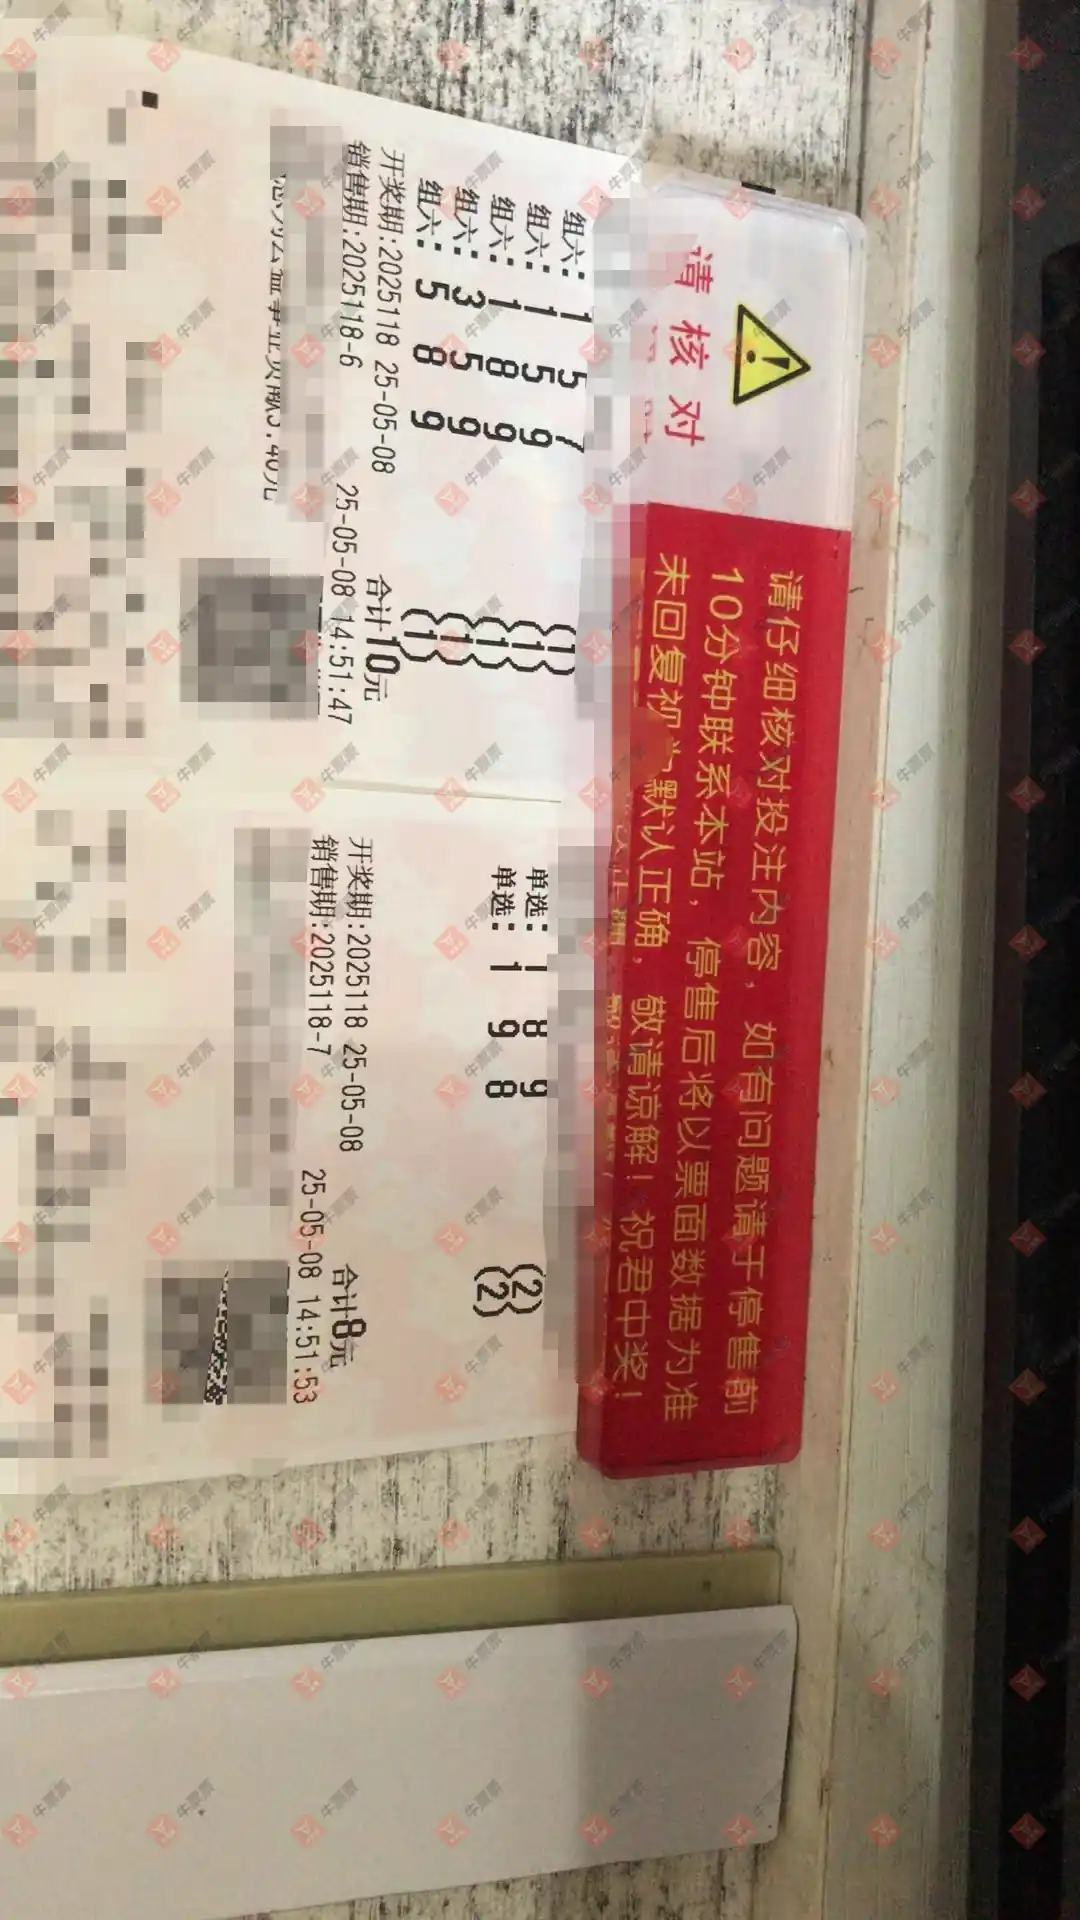 请核对
请仔细核对投注内容，如有问题请于停售前
10分钟联系本站，停售后将以票面数据为准
未回复视为默认正确，敬请谅解！祝君中奖！
组六: 1 5 7 (1)
组六: 1 5 9 (1)
组六: 1 8 9 (1)
组六: 3 5 9 (1)
组六: 5 8 9 (1)
合计10元
开奖期:2025118 25-05-08
销售期:2025118-6 25-05-08 14:51:47
单选: 1 8 9 (2)
单选: 1 9 8 (2)
合计8元
开奖期:2025118 25-05-08
销售期:2025118-7 25-05-08 14:51:53
牛票票